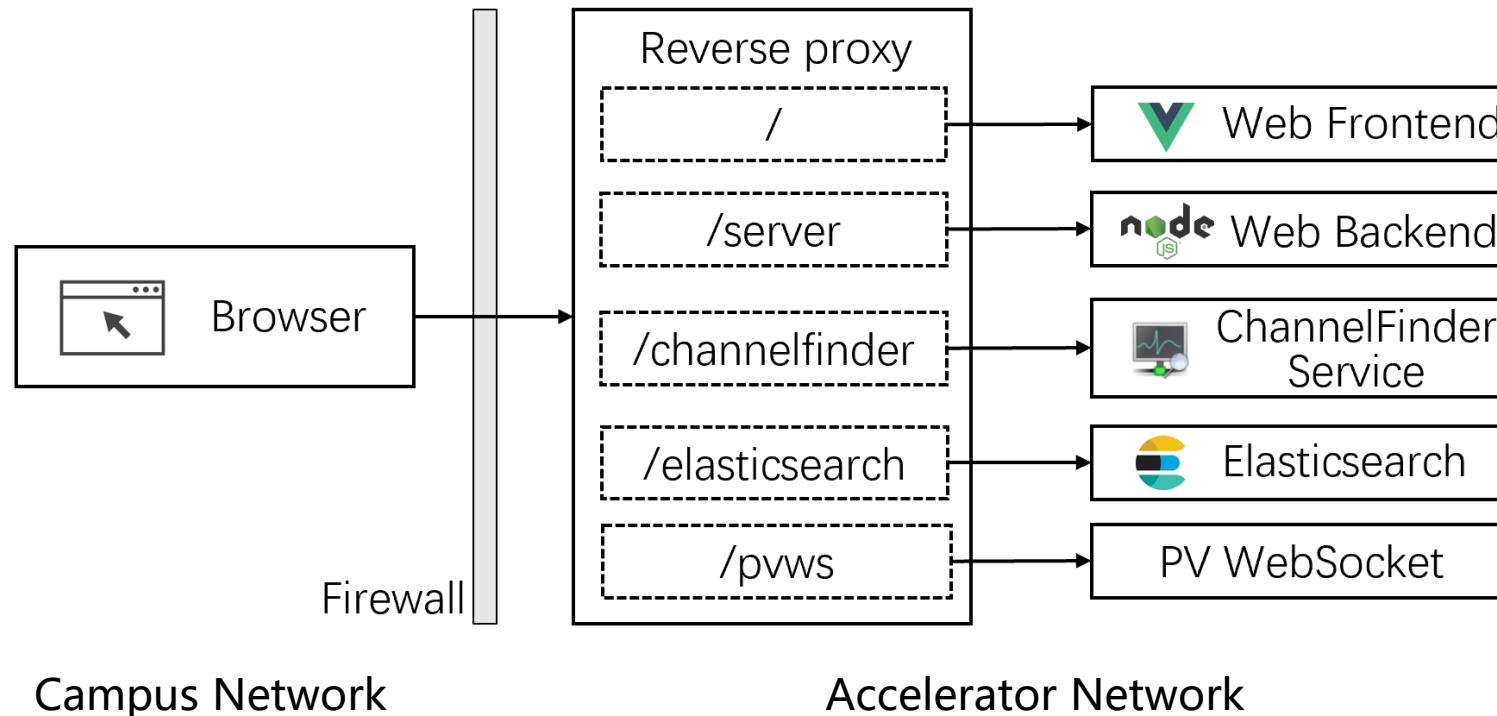 Reverse proxy
/
Web Frontend
/server
node
JS
Web Backend
Browser
/channelfinder
ChannelFinder
Service
/elasticsearch
Elasticsearch
/pvws
PV WebSocket
Firewall
Campus Network
Accelerator Network